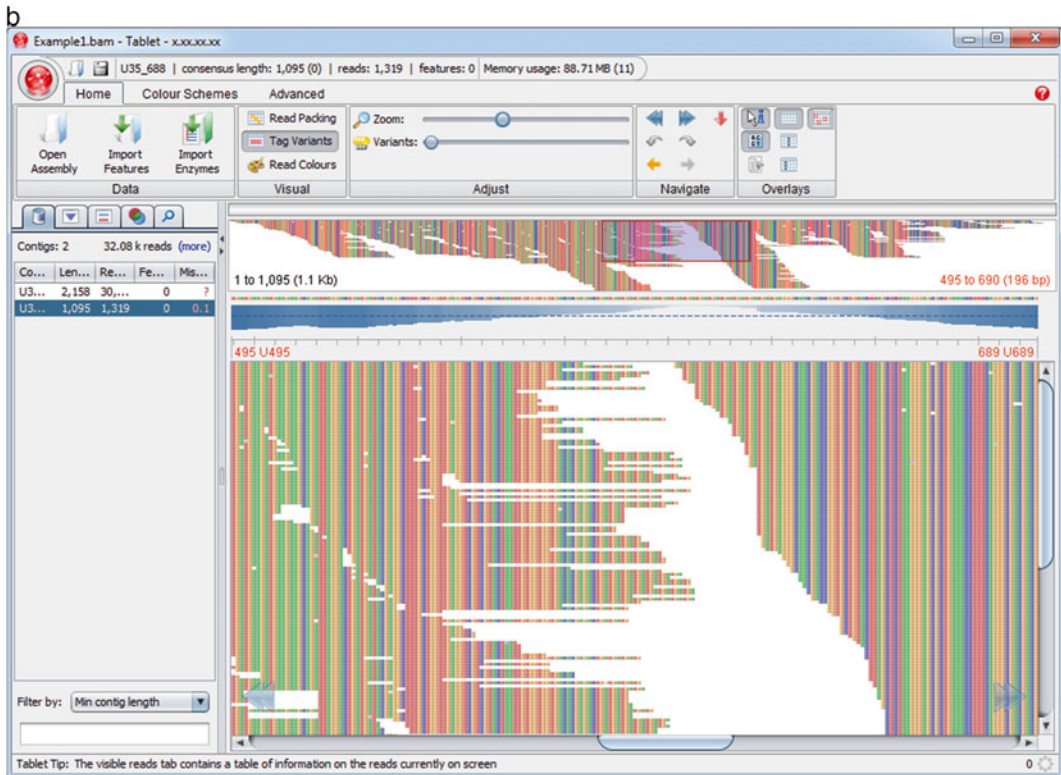 b
Example1.bam - Tablet - x.xx.xx.xx
U35_688 | consensus length: 1,095 (0) | reads: 1,319 | features: 0 | Memory usage: 88.71 MB (11)
Home Colour Schemes Advanced
Open Assembly
Import Features
Import Enzymes
Data
Read Packing
Tag Variants
Read Colours
Visual
Zoom:
Variants:
Adjust
Navigate
Overlays
Contigs: 2 32.08 k reads (more)
Co... Len... Re... Fe... Mis...
U3... 2,158 30,... 0 ?
U3... 1,095 1,319 0 0.1
1 to 1,095 (1.1 Kb) 495 to 690 (196 bp)
495 U495 689 U689
Filter by: Min contig length
Tablet Tip: The visible reads tab contains a table of information on the reads currently on screen 0